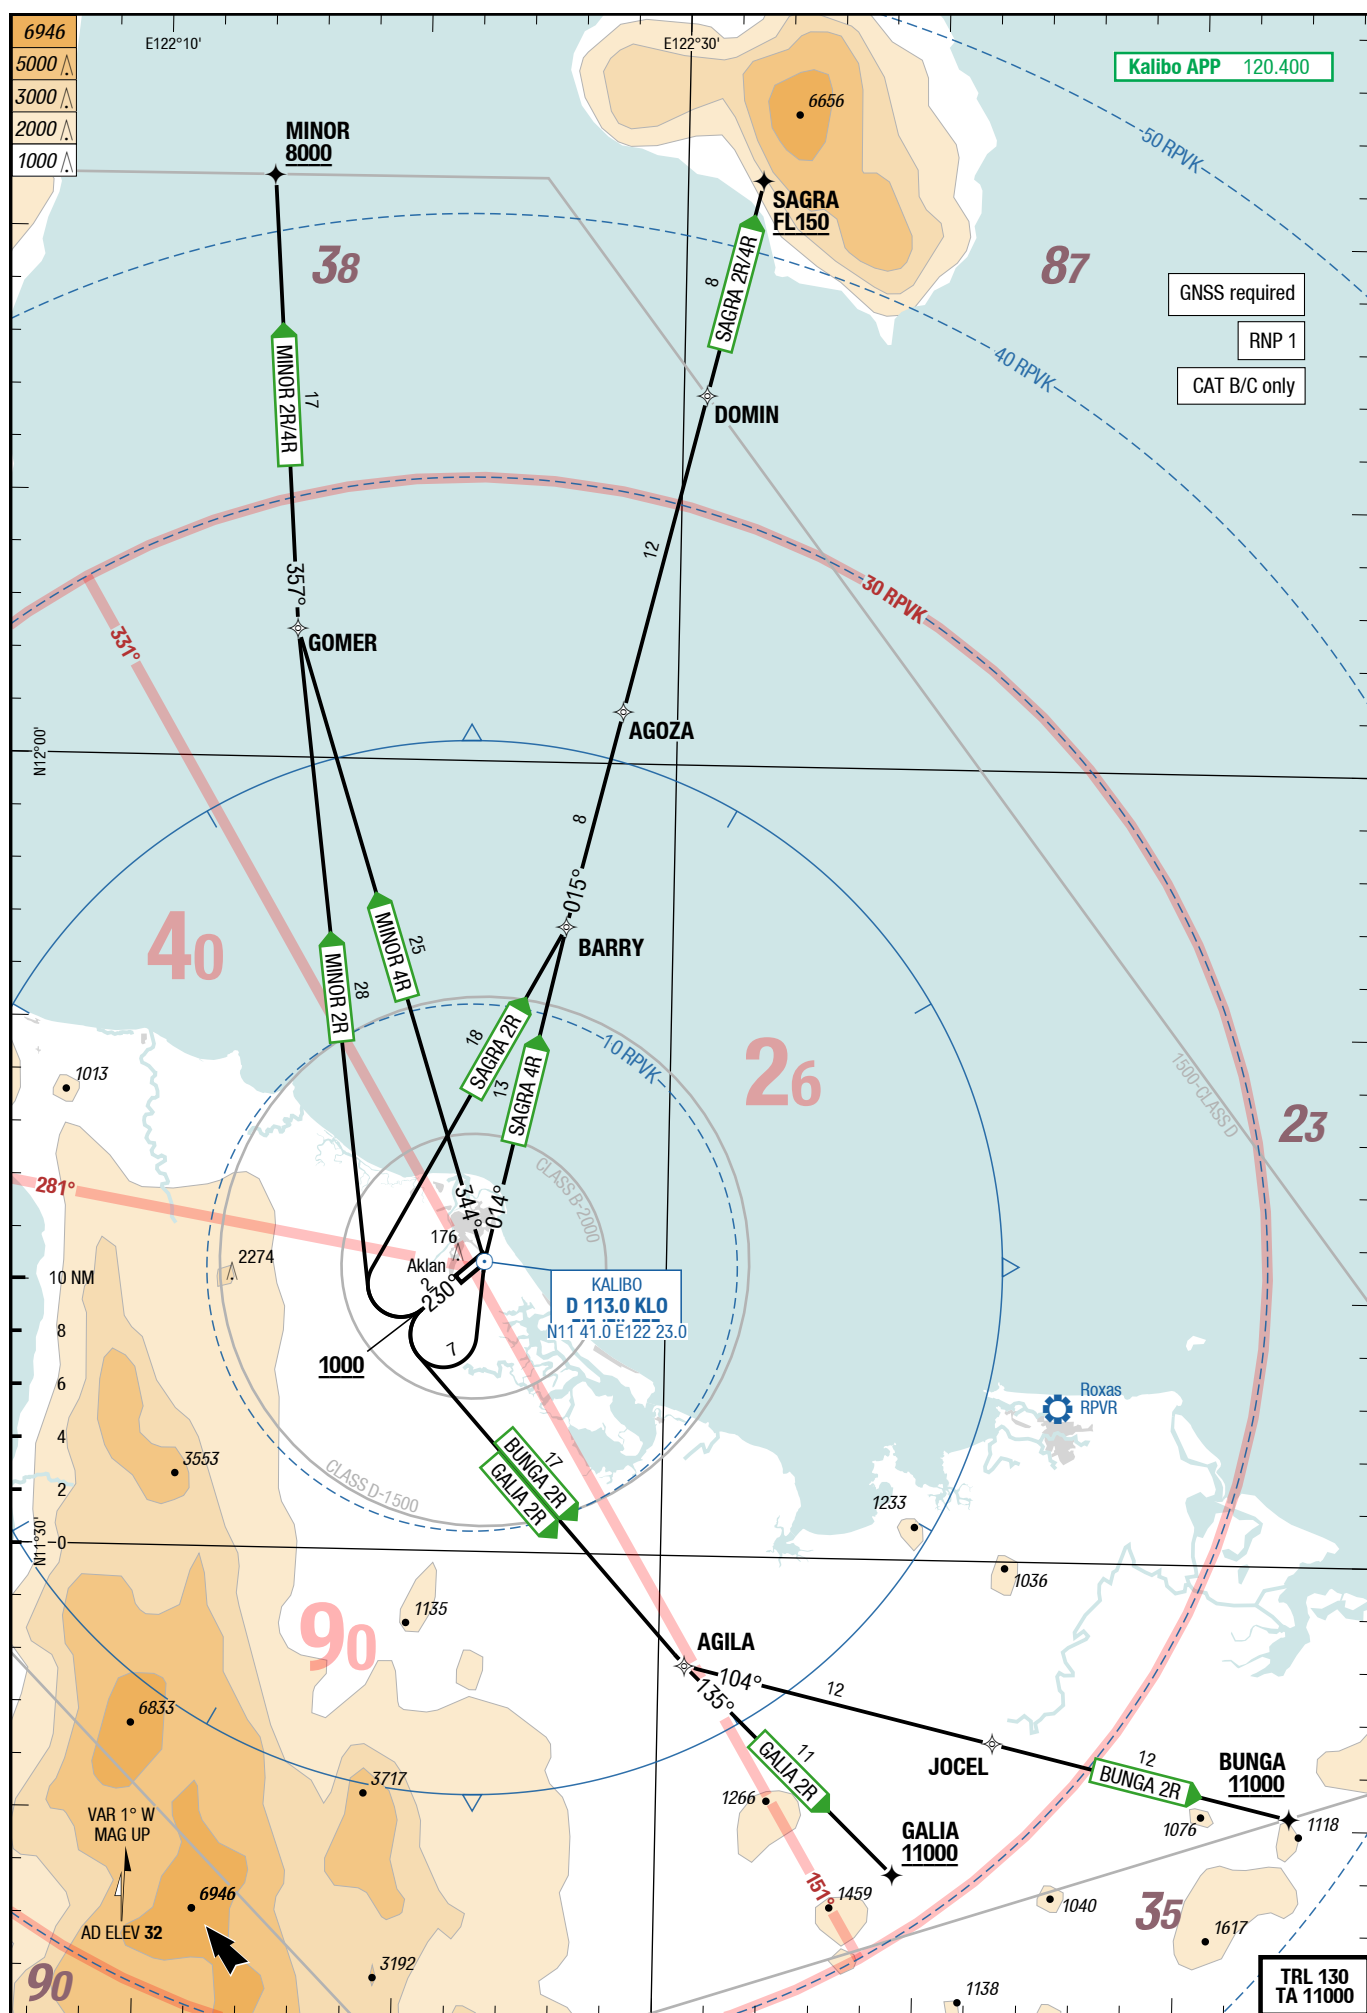 6946
5000
3000
2000
1000
E122°10'
E122°30'
Kalibo APP 120.400
6656
50 RPVK
MINOR
8000
SAGRA
FL150
38
87
SAGRA 2R/4R
8
GNSS required
RNP 1
CAT B/C only
40 RPVK
MINOR 2R/4R
17
DOMIN
12
357°
30 RPVK
331°
GOMER
AGOZA
N12°00'
8
015°
BARRY
40
MINOR 4R
25
MINOR 2R
28
SAGRA 2R
18
SAGRA 4R
13
10 RPVK
26
1500-CLASS D
23
1013
281°
344°
014°
CLASS B-2000
176
Aklan
2274
2
230°
KALIBO
D 113.0 KLO
N11 41.0 E122 23.0
10 NM
8
6
4
2
0
7
1000
Roxas
RPVR
3553
CLASS D-1500
BUNGA 2R
17
GALIA 2R
1233
N11°30'
1036
1135
90
AGILA
104°
12
135°
6833
JOCEL
GALIA 2R
11
12
BUNGA 2R
BUNGA
11000
3717
1266
1076
1118
VAR 1° W
MAG UP
GALIA
11000
6946
AD ELEV 32
151°
1459
1040
35
1617
90
3192
1138
TRL 130
TA 11000